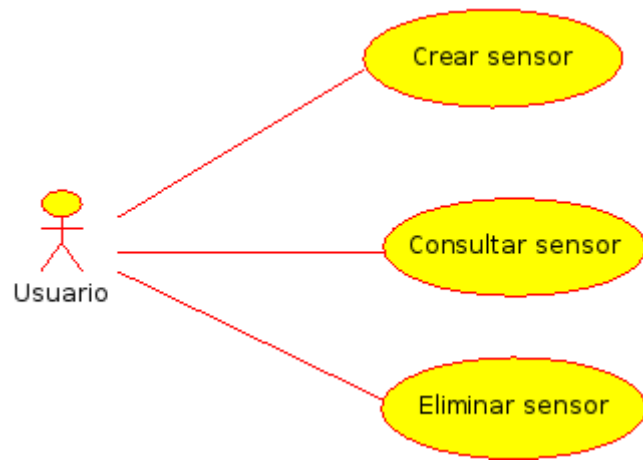 Crear sensor
Consultar sensor
Usuario
Eliminar sensor